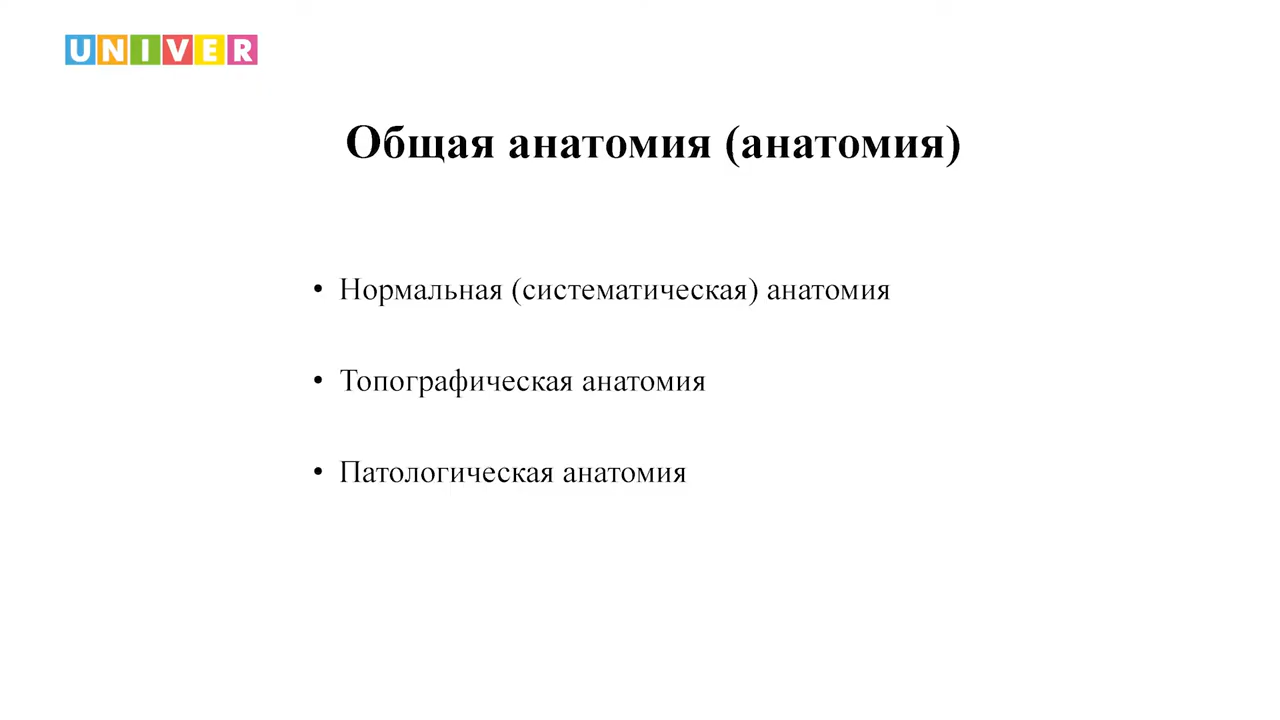 UNIVER
Общая анатомия (анатомия)
• Нормальная (систематическая) анатомия
• Топографическая анатомия
• Патологическая анатомия